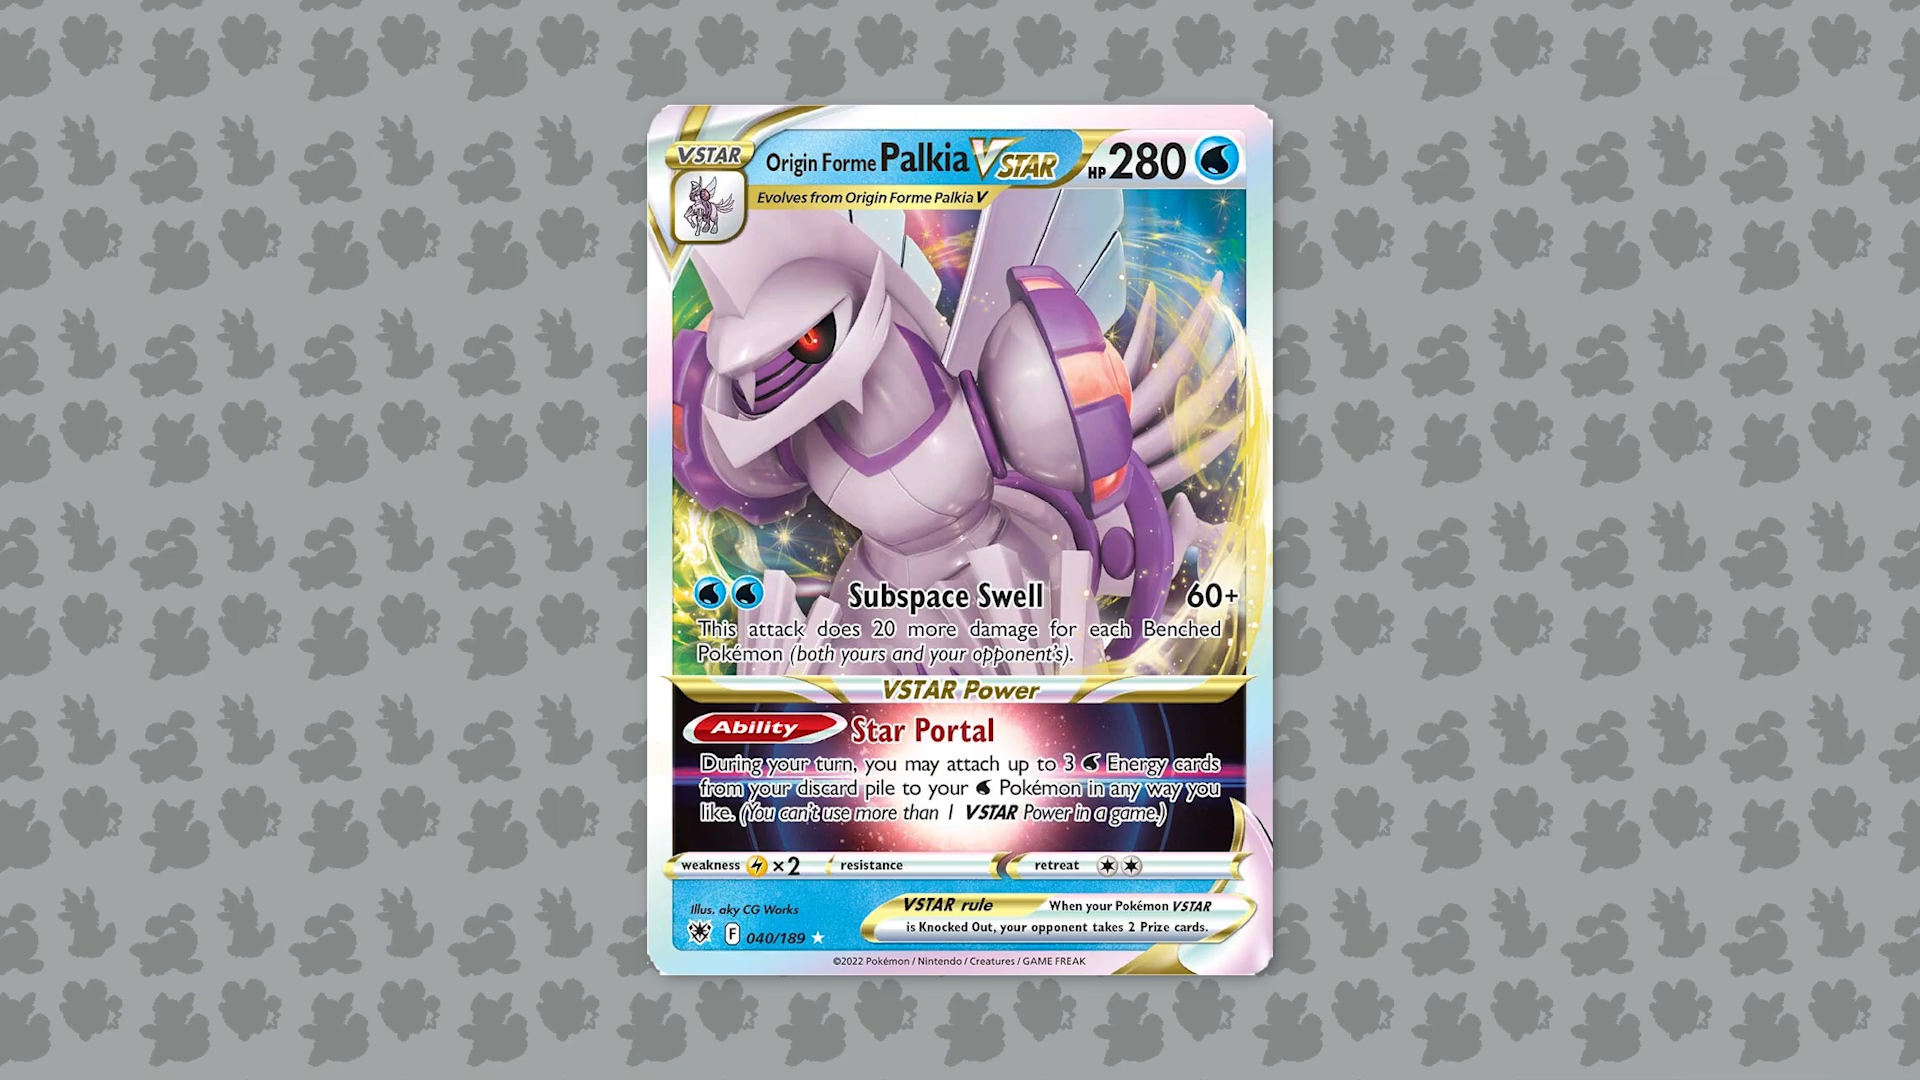 VSTAR
Origin Forme Palkia VSTAR
HP 280
Evolves from Origin Forme Palkia V
Subspace Swell 60+
This attack does 20 more damage for each Benched
Pokémon (both yours and your opponent's).
VSTAR Power
Ability Star Portal
During your turn, you may attach up to 3 Energy cards
from your discard pile to your Pokémon in any way you
like. (You can't use more than 1 VSTAR Power in a game.)
weakness ×2 resistance retreat
Illus. aky CG Works
F 040/189
VSTAR rule When your Pokémon VSTAR
is Knocked Out, your opponent takes 2 Prize cards.
©2022 Pokémon / Nintendo / Creatures / GAME FREAK